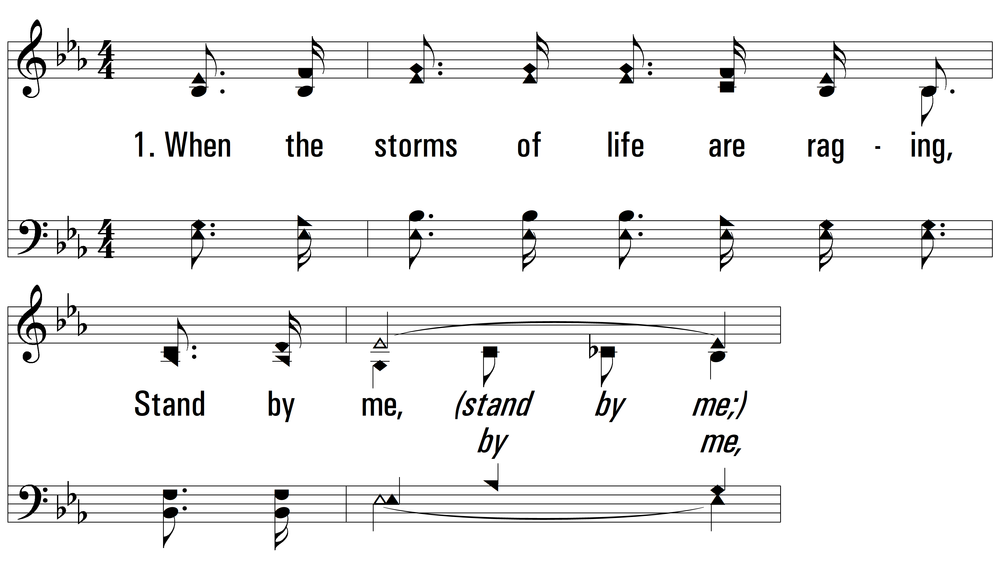 1. When the storms of life are rag - ing,
Stand by me, (stand by me;)
by me,